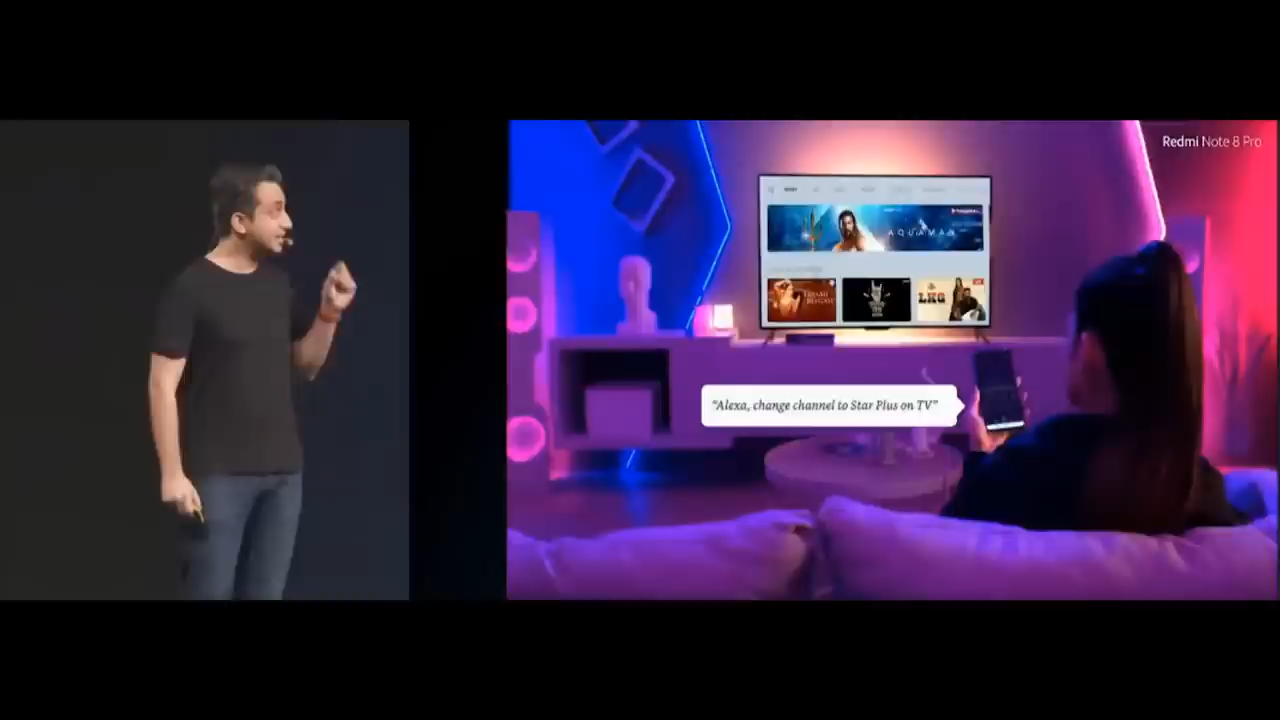 Redmi Note 8 Pro
AQUAMAN
LKG
"Alexa, change channel to Star Plus on TV"